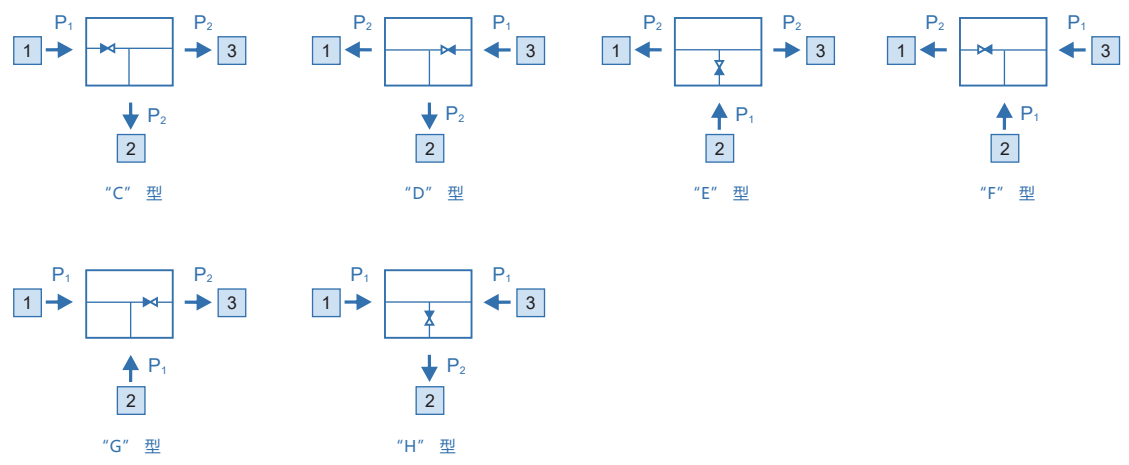 P₁ P₂ P₂ P₁ P₂ P₂ P₂ P₁
1 3 1 3 1 3 1 3
P₂ P₂ P₁ P₁
2 2 2 2
“C” 型 “D” 型 “E” 型 “F” 型
P₁ P₂ P₁ P₁
1 3 1 3
P₁ P₂
2 2
“G” 型 “H” 型